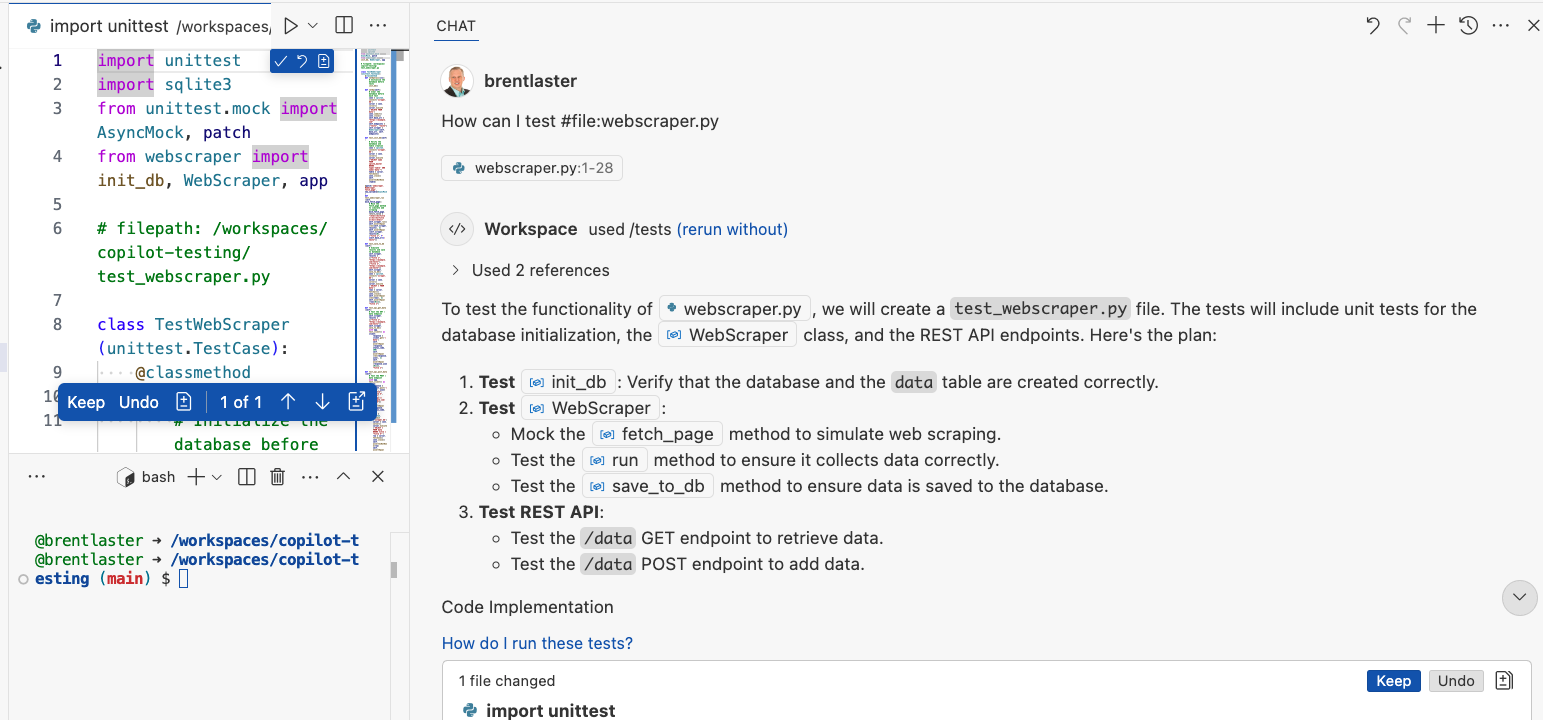 import unittest /workspaces/
1 import unittest
2 import sqlite3
3 from unittest.mock import
AsyncMock, patch
4 from webscraper import
init_db, WebScraper, app
5
6 # filepath: /workspaces/
copilot-testing/
test_webscraper.py
7
8 class TestWebScraper
(unittest.TestCase):
9 ····@classmethod
10
Keep Undo 1 of 1
11 # Initialize the
database before
bash
@brentlaster → /workspaces/copilot-t
@brentlaster → /workspaces/copilot-t
esting (main) $
CHAT
brentlaster
How can I test #file:webscraper.py
webscraper.py:1-28
Workspace used /tests (rerun without)
Used 2 references
To test the functionality of webscraper.py, we will create a test_webscraper.py file. The tests will include unit tests for the
database initialization, the WebScraper class, and the REST API endpoints. Here's the plan:
1. Test init_db : Verify that the database and the data table are created correctly.
2. Test WebScraper :
Mock the fetch_page method to simulate web scraping.
Test the run method to ensure it collects data correctly.
Test the save_to_db method to ensure data is saved to the database.
3. Test REST API:
Test the /data GET endpoint to retrieve data.
Test the /data POST endpoint to add data.
Code Implementation
How do I run these tests?
1 file changed Keep Undo
import unittest